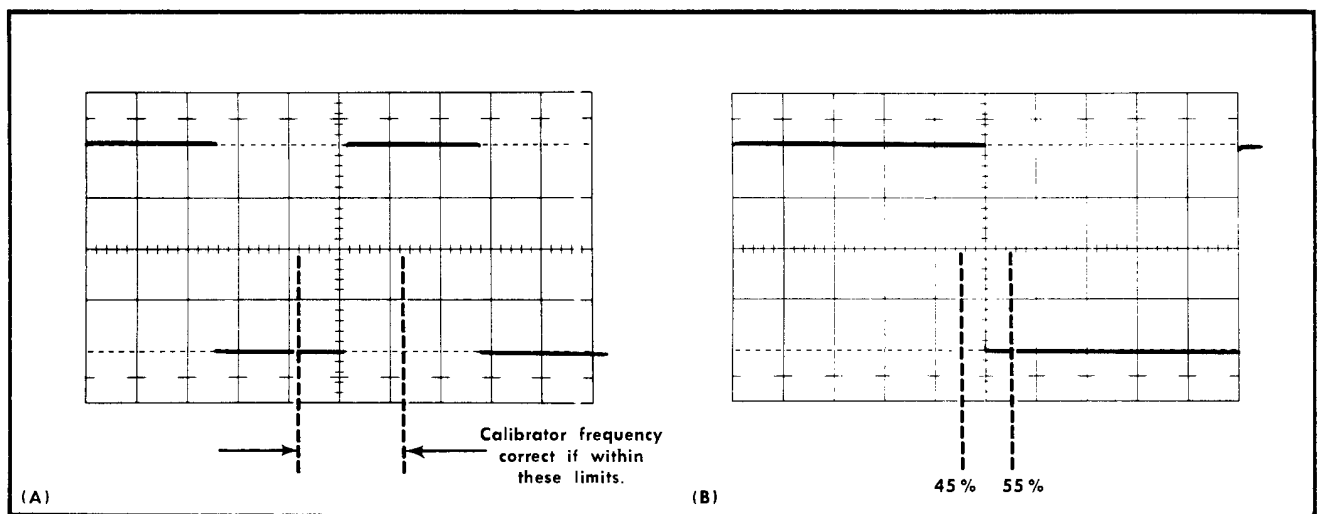 Calibrator frequency
correct if within
these limits.
(A)
(B)
45 %
55 %